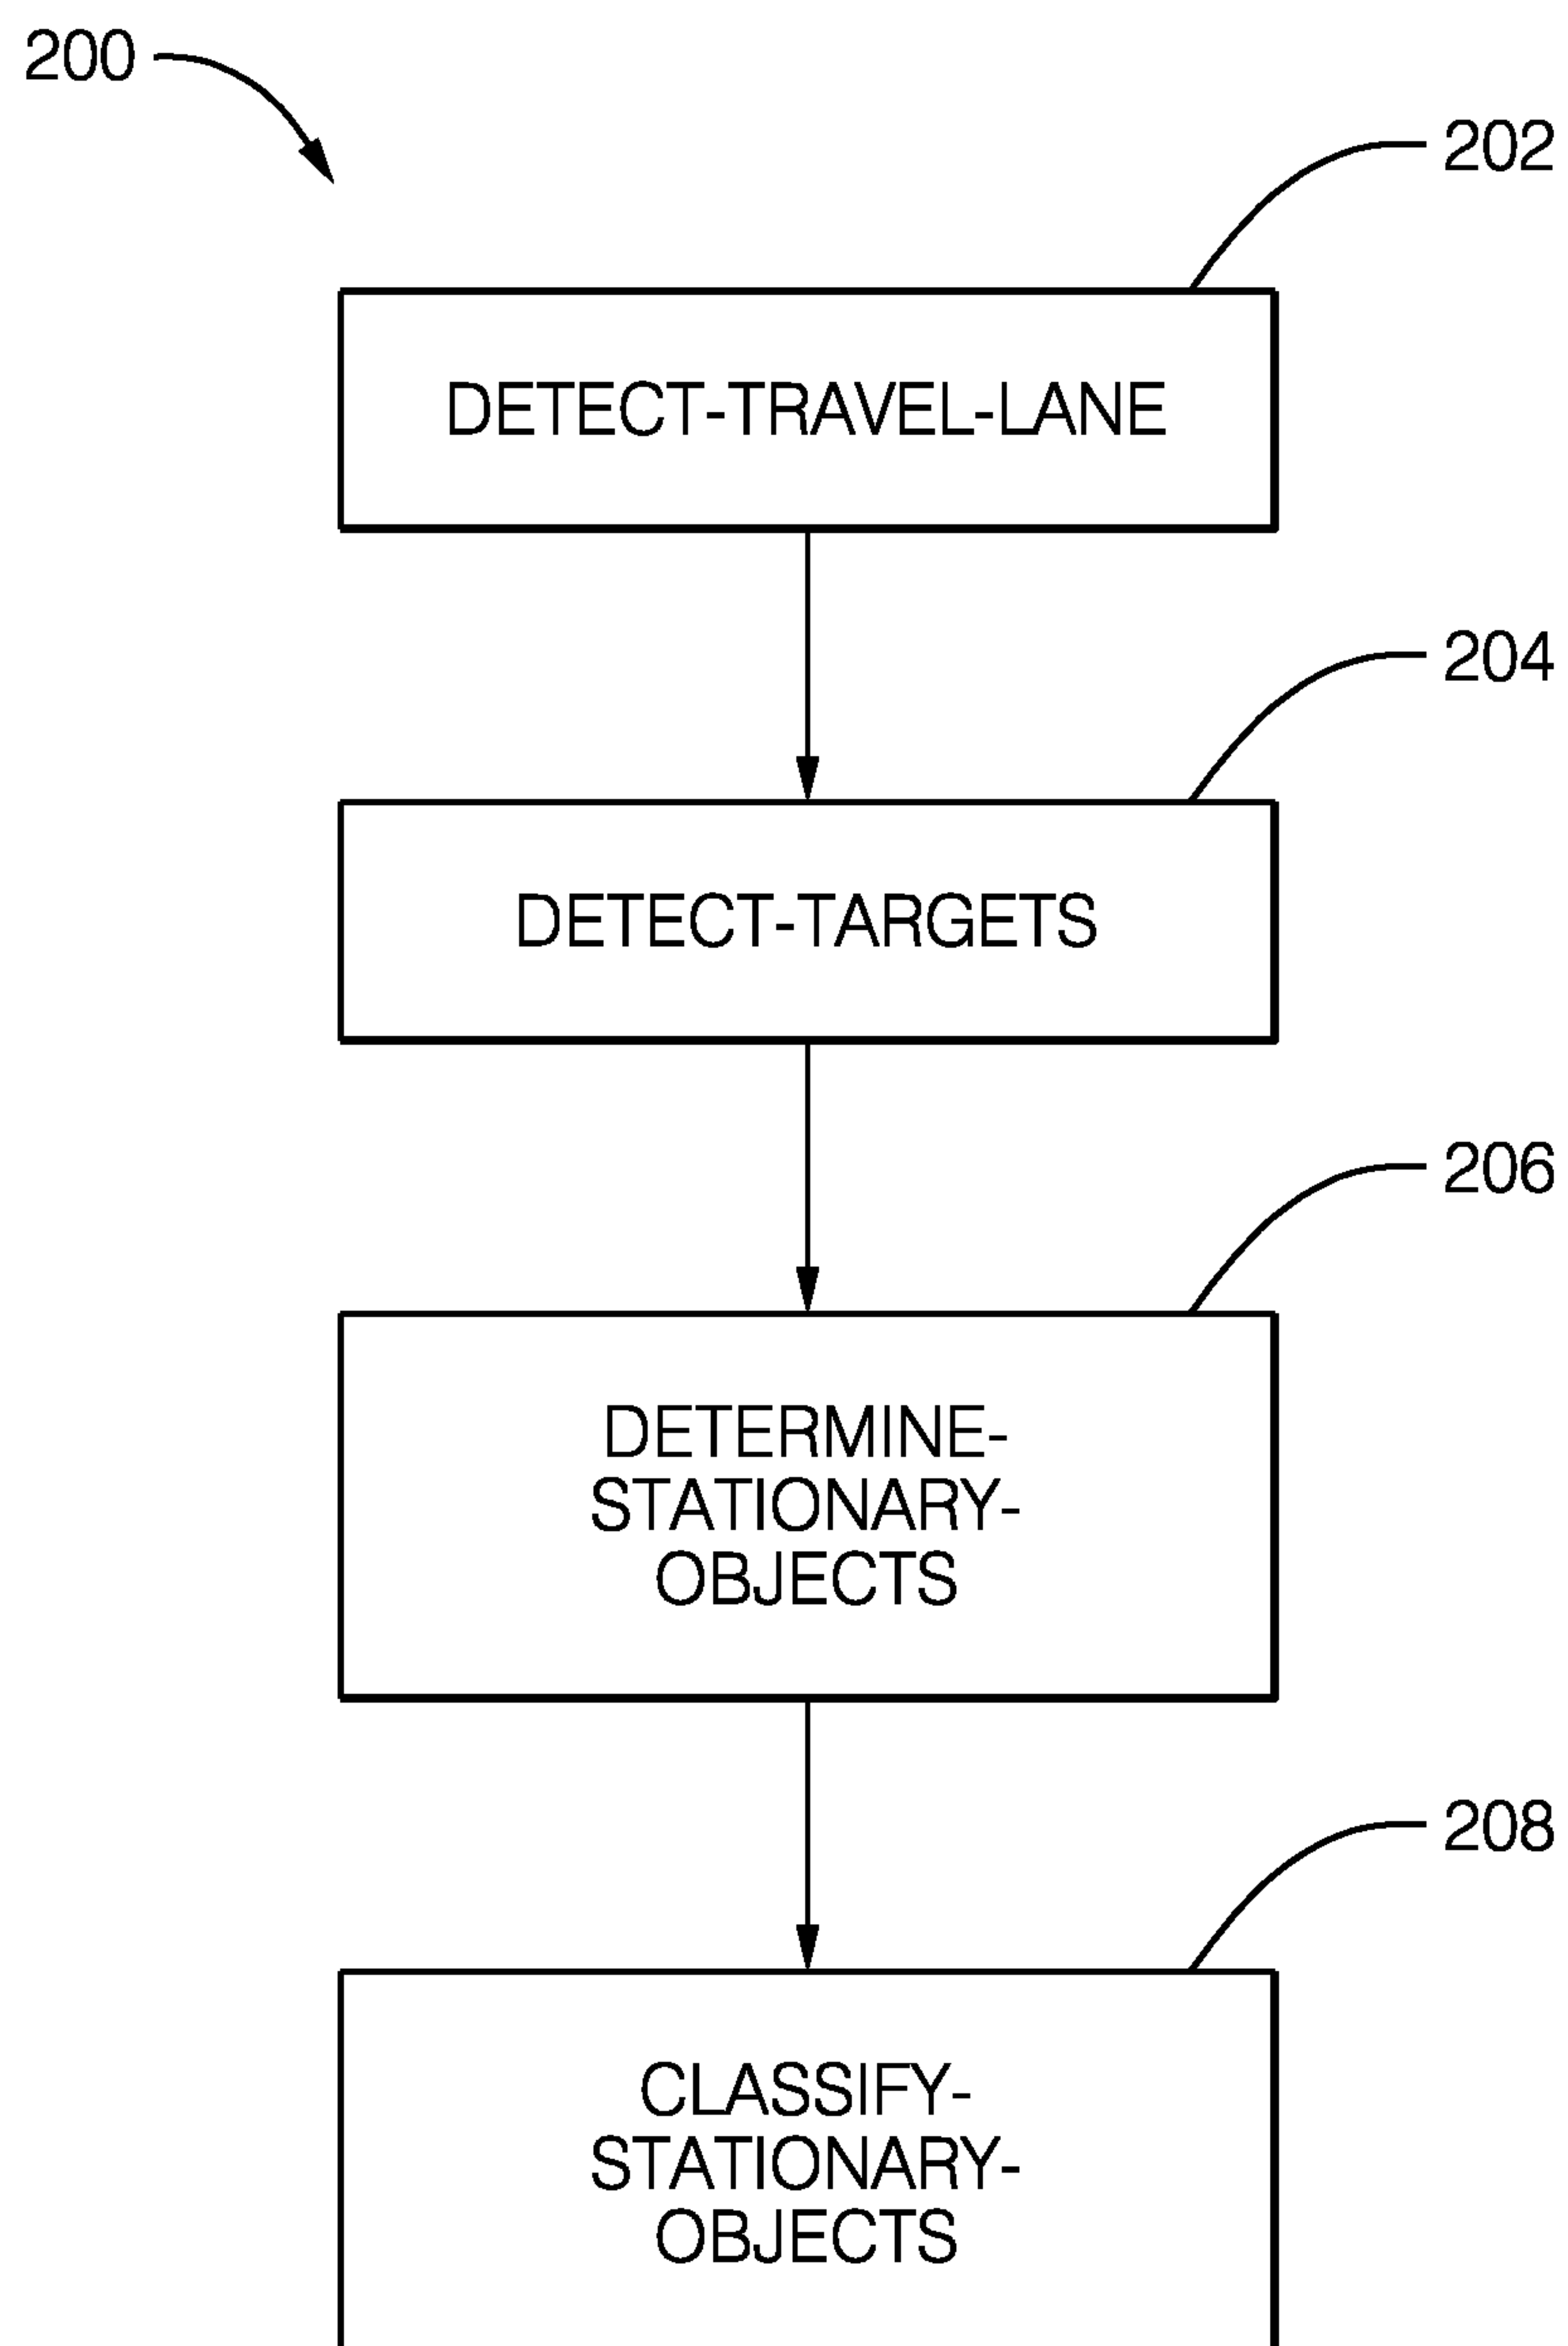 200
202
DETECT-TRAVEL-LANE
204
DETECT-TARGETS
206
DETERMINE-
STATIONARY-
OBJECTS
208
CLASSIFY-
STATIONARY-
OBJECTS